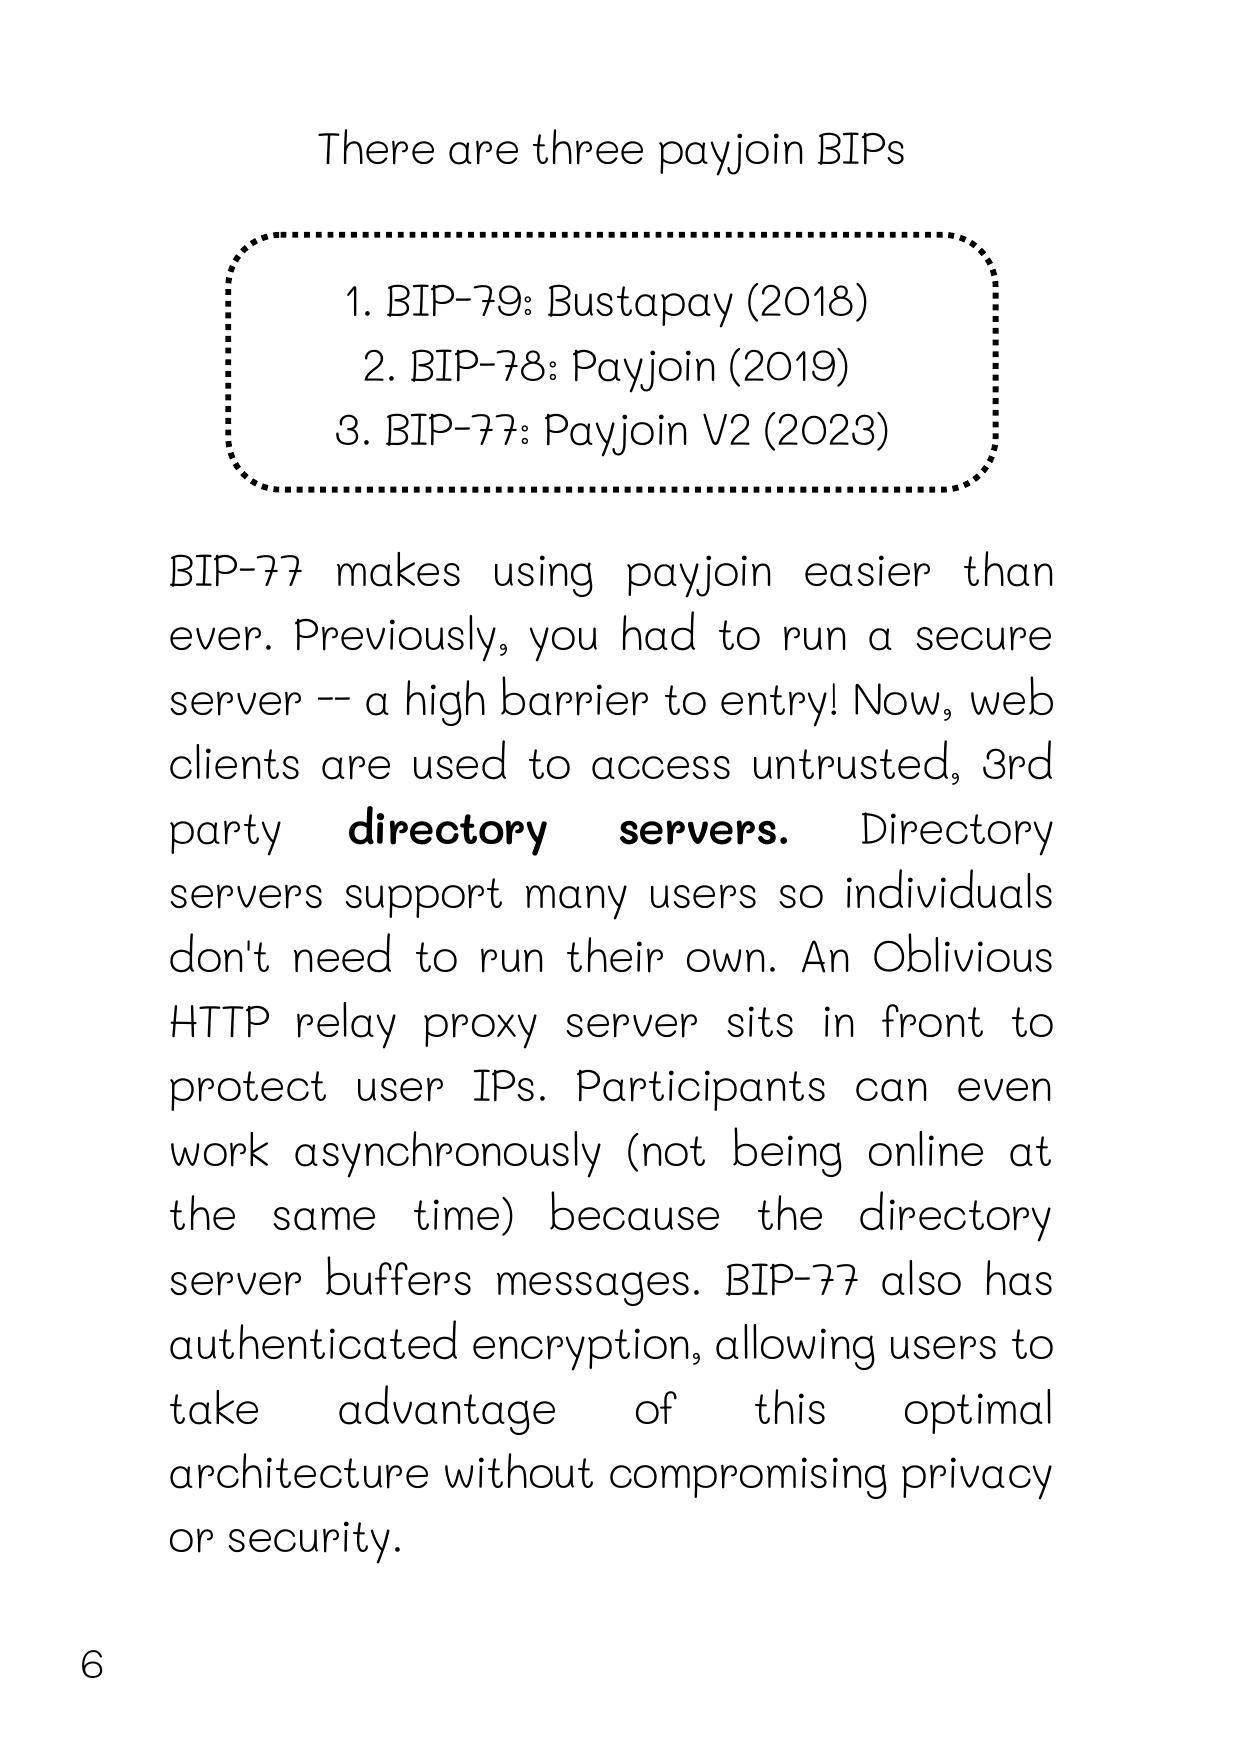 There are three payjoin BIPs
1. BIP-79: Bustapay (2018)
2. BIP-78: Payjoin (2019)
3. BIP-77: Payjoin V2 (2023)
BIP-77 makes using payjoin easier than
ever. Previously, you had to run a secure
server -- a high barrier to entry! Now, web
clients are used to access untrusted, 3rd
party directory servers. Directory
servers support many users so individuals
don't need to run their own. An Oblivious
HTTP relay proxy server sits in front to
protect user IPs. Participants can even
work asynchronously (not being online at
the same time) because the directory
server buffers messages. BIP-77 also has
authenticated encryption, allowing users to
take advantage of this optimal
architecture without compromising privacy
or security.
6